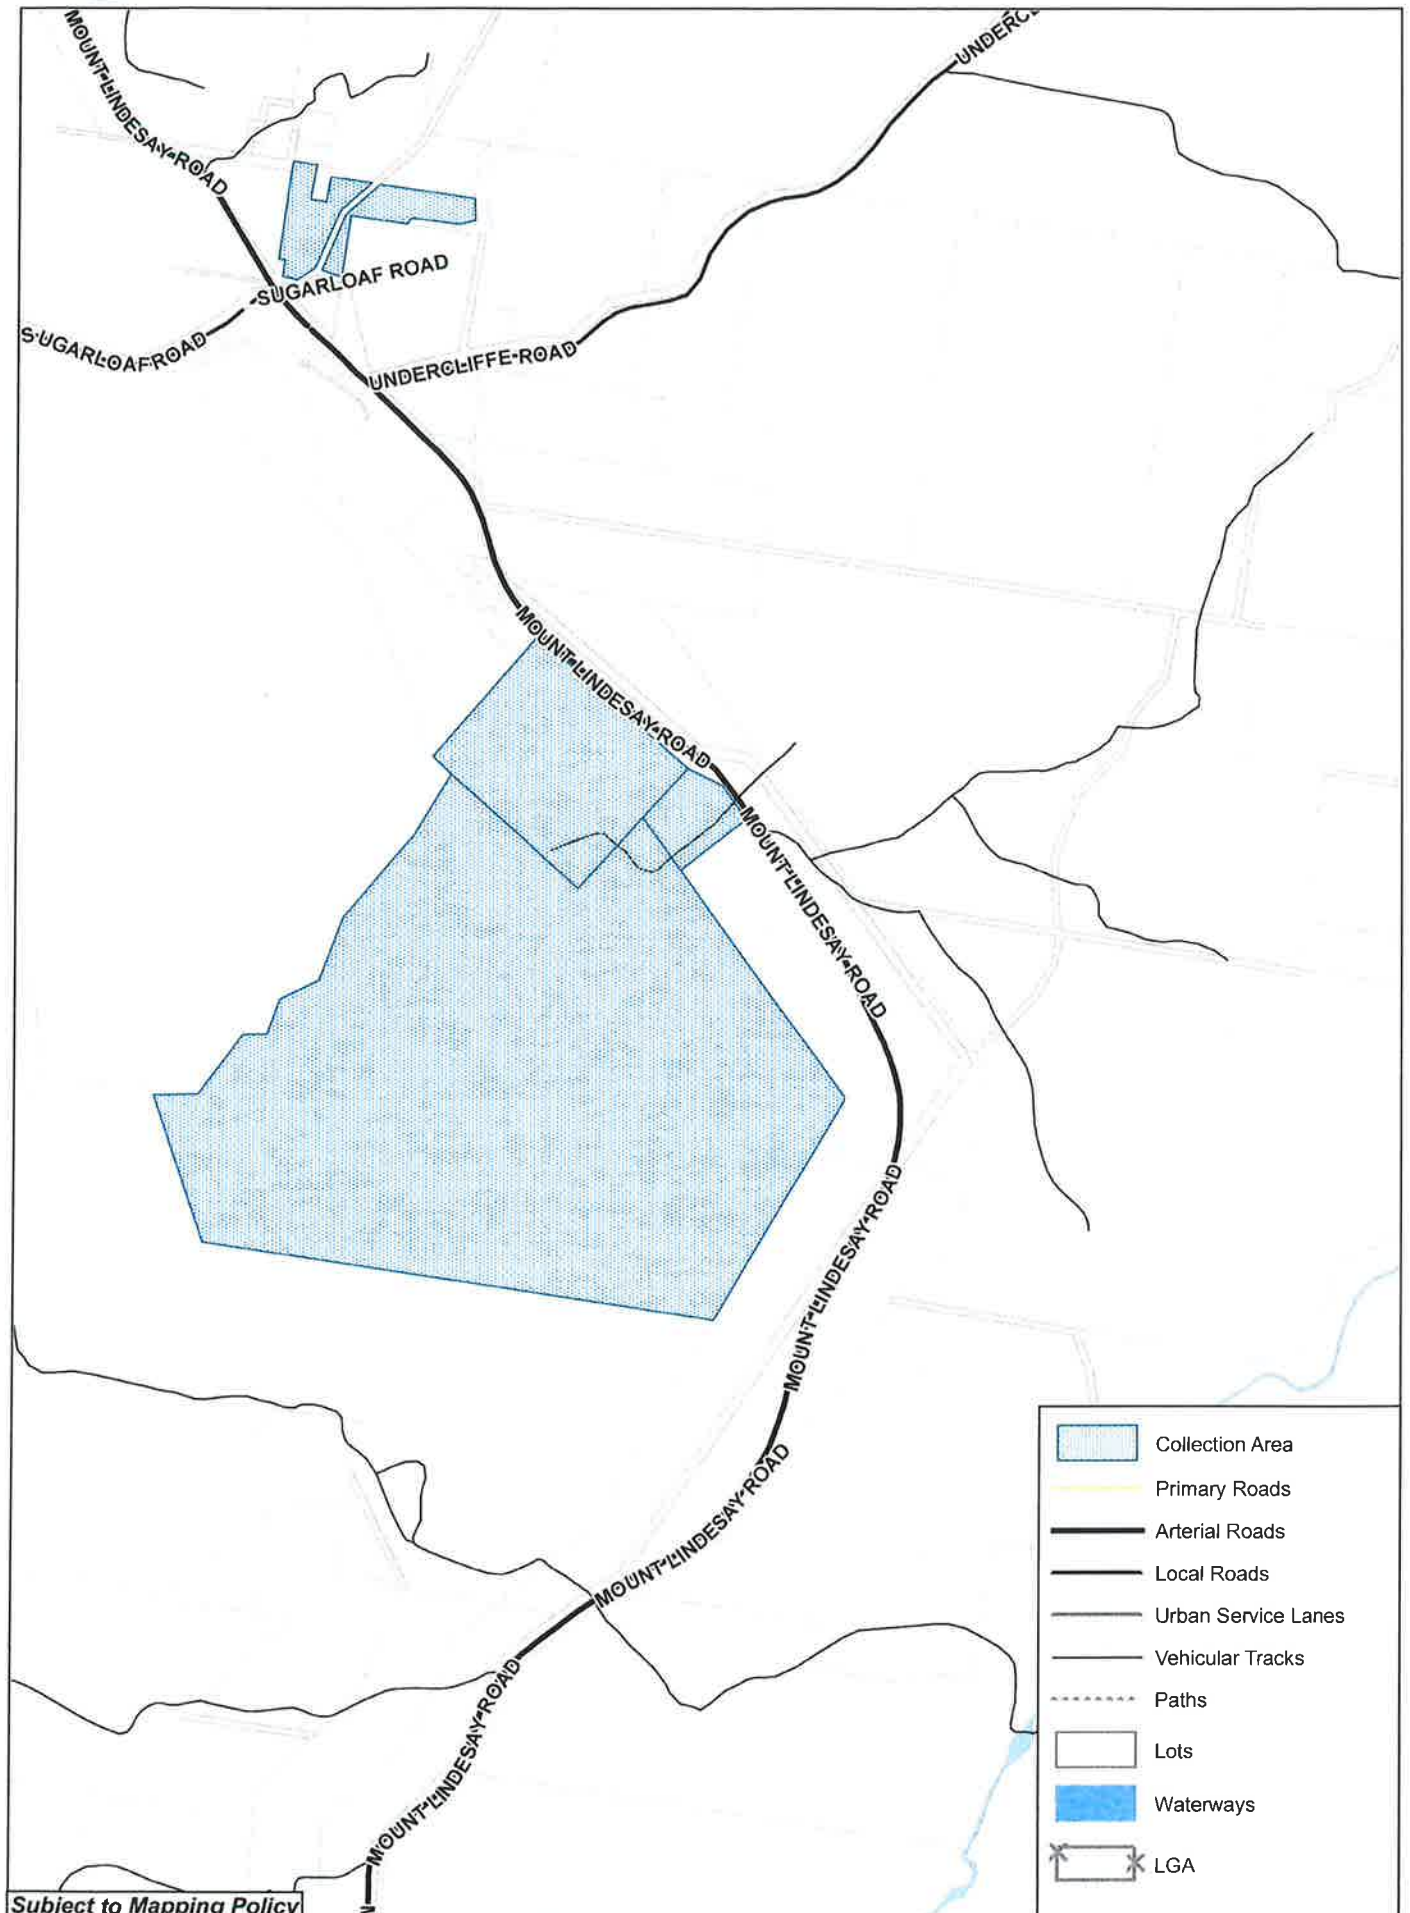 MOUNT-LINDESAY-ROAD
UNDERCL
SUGARLOAF ROAD
SUGARLOAF ROAD
UNDERCLIFFE-ROAD
MOUNT-LINDESAY-ROAD
MOUNT-LINDESAY-ROAD
MOUNT-LINDESAY-ROAD
MOUNT-LINDESAY-ROAD
MOUNT-LINDESAY-ROAD
MOUNT-LINDESAY-ROAD
Collection Area
Primary Roads
Arterial Roads
Local Roads
Urban Service Lanes
Vehicular Tracks
Paths
Lots
Waterways
LGA
Subject to Mapping Policy